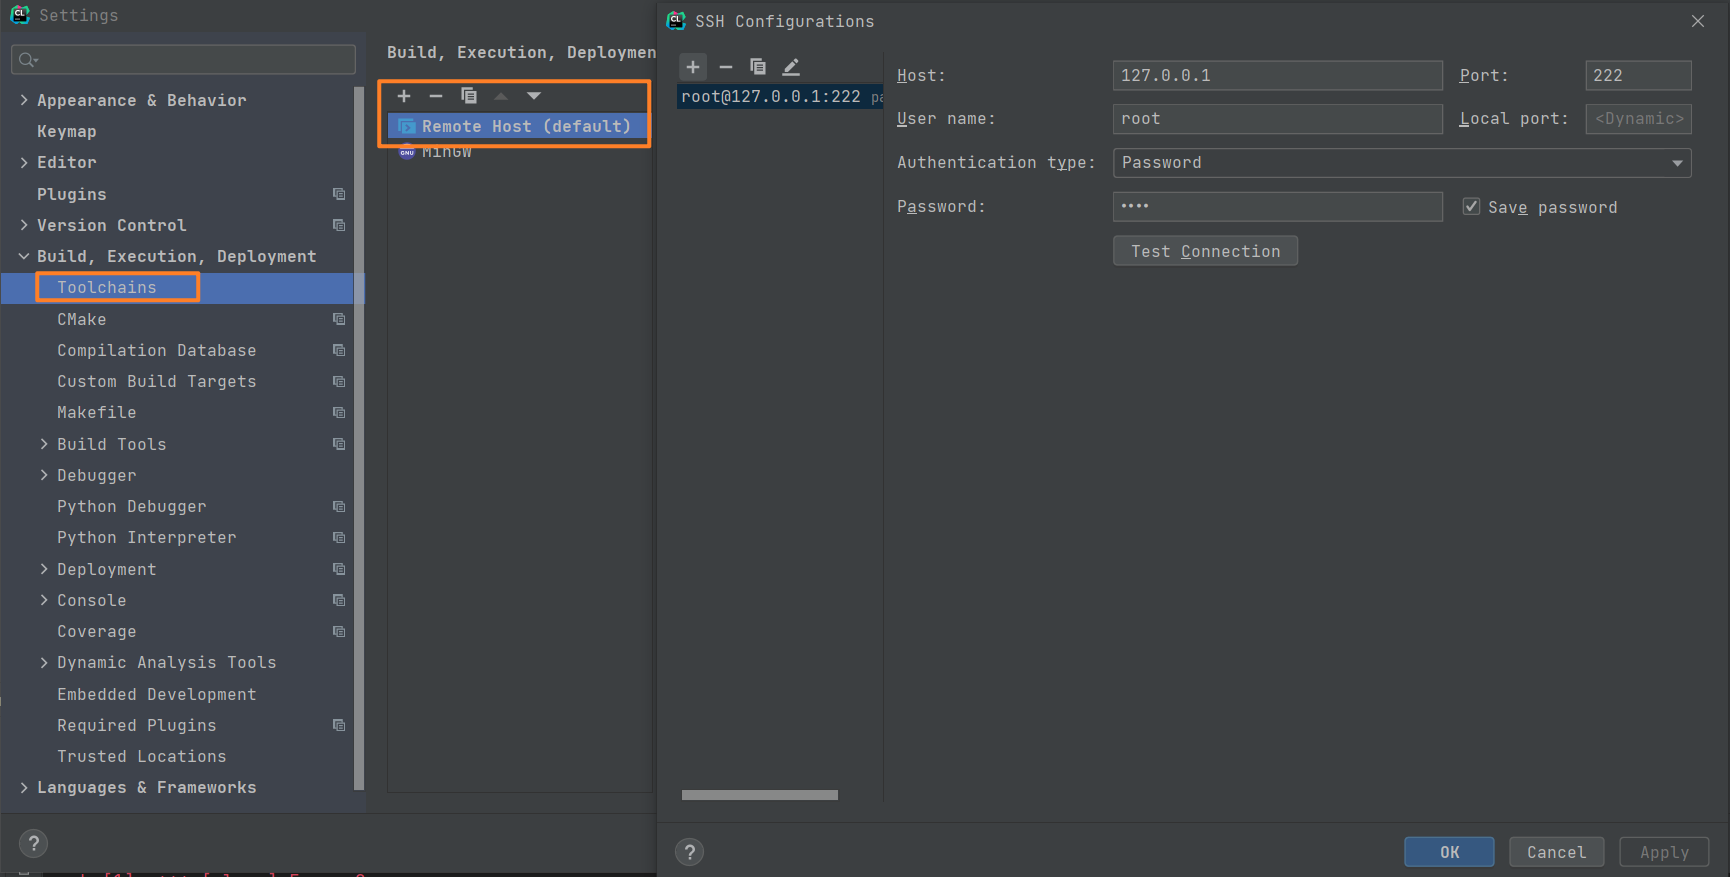 Settings
Appearance & Behavior
Keymap
Editor
Plugins
Version Control
Build, Execution, Deployment
Toolchains
CMake
Compilation Database
Custom Build Targets
Makefile
Build Tools
Debugger
Python Debugger
Python Interpreter
Deployment
Console
Coverage
Dynamic Analysis Tools
Embedded Development
Required Plugins
Trusted Locations
Languages & Frameworks
?
Build, Execution, Deploymen
Remote Host (default)
MinGW
SSH Configurations
root@127.0.0.1:222 pa
Host: 127.0.0.1 Port: 222
User name: root Local port: <Dynamic>
Authentication type: Password
Password: •••• Save password
Test Connection
?
OK Cancel Apply